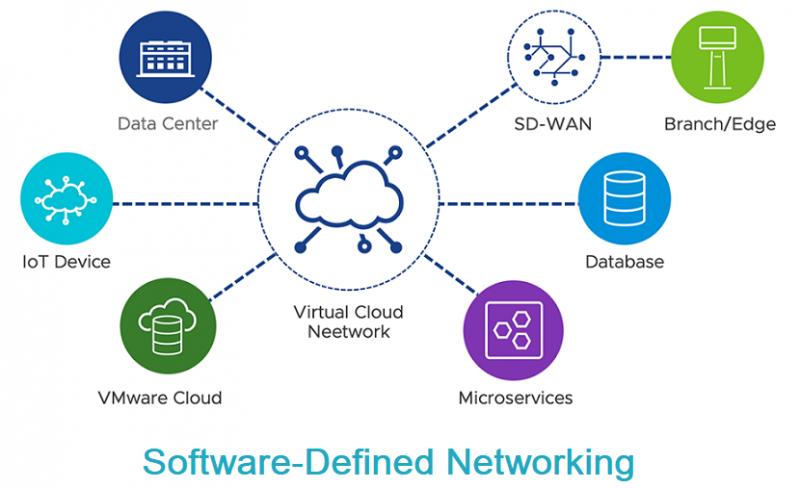 Data Center
SD-WAN
Branch/Edge
IoT Device
Database
Virtual Cloud
Neetwork
VMware Cloud
Microservices
Software-Defined Networking